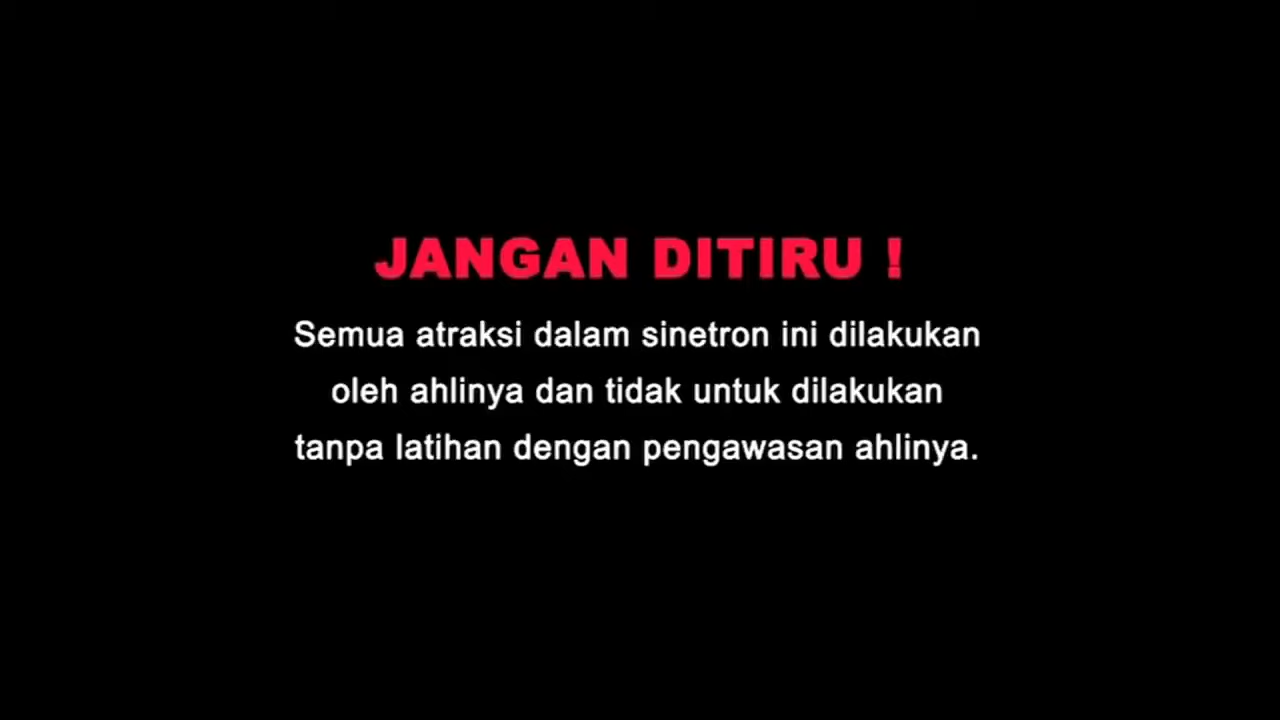 JANGAN DITIRU !
Semua atraksi dalam sinetron ini dilakukan
oleh ahlinya dan tidak untuk dilakukan
tanpa latihan dengan pengawasan ahlinya.